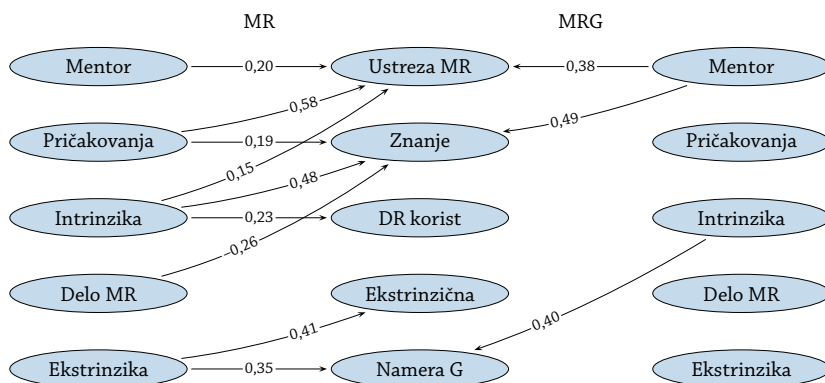 MR MRG
Mentor 0,20 Ustreza MR 0,38 Mentor
0,58
0,49
Pričakovanja 0,19 Znanje Pričakovanja
0,15
0,48
Intrinzika 0,23 DR korist Intrinzika
–0,26
Delo MR Ekstrinzična Delo MR
0,41
0,40
Ekstrinzika 0,35 Namera G Ekstrinzika